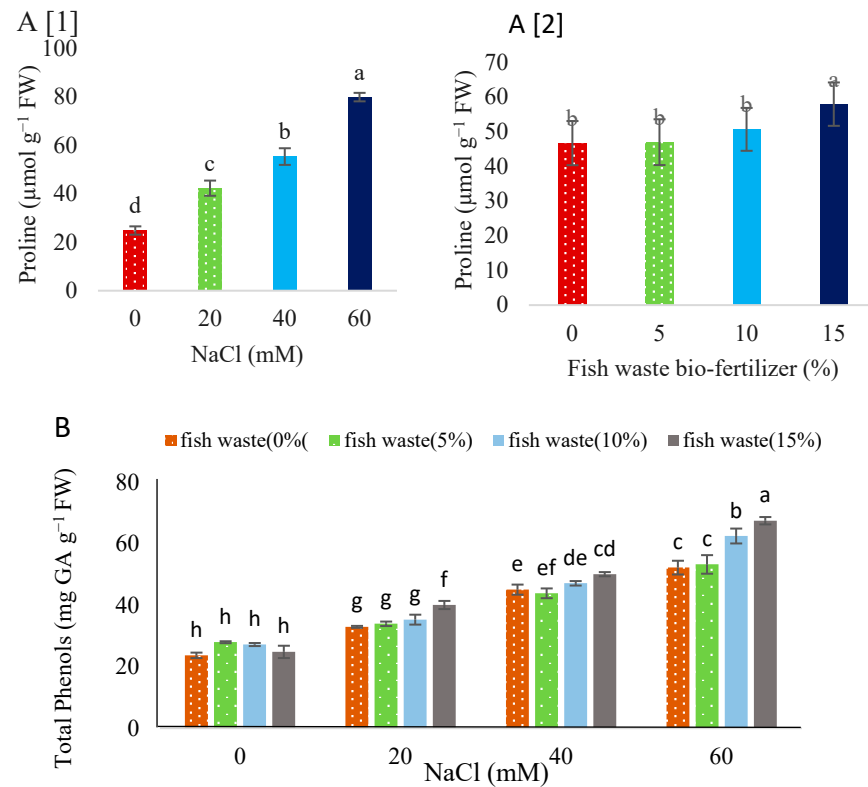 A [1]
100
80
60
40
20
0
Proline (µmol g⁻¹ FW)
d
c
b
a
0 20 40 60
NaCl (mM)
A [2]
70
60
50
40
30
20
10
0
Proline (µmol g⁻¹ FW)
b
b
b
a
0 5 10 15
Fish waste bio-fertilizer (%)
B
fish waste(0%( fish waste(5%) fish waste(10%) fish waste(15%)
80
60
40
20
0
Total Phenols (mg GA g⁻¹ FW)
h h h h
g g g f
e ef de cd
c c b a
0 20 40 60
NaCl (mM)